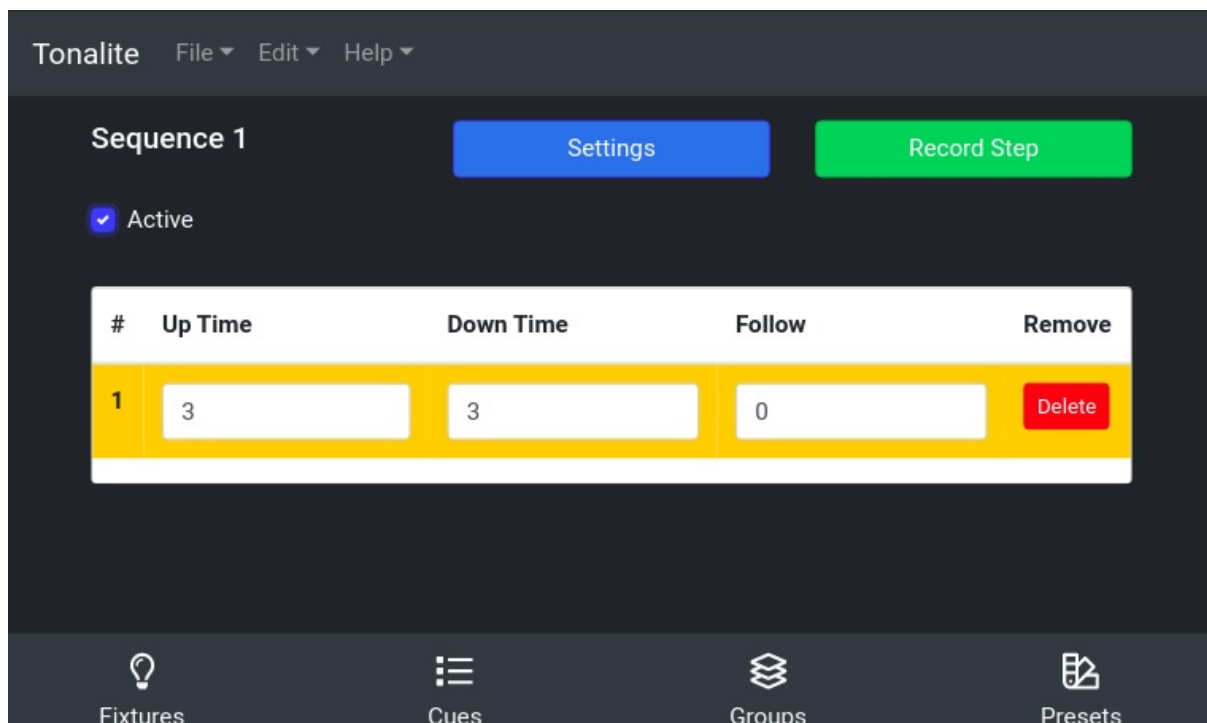 Tonalite File Edit Help
Sequence 1 Settings Record Step
Active
# Up Time Down Time Follow Remove
1 3 3 0 Delete
Fixtures Cues Groups Presets